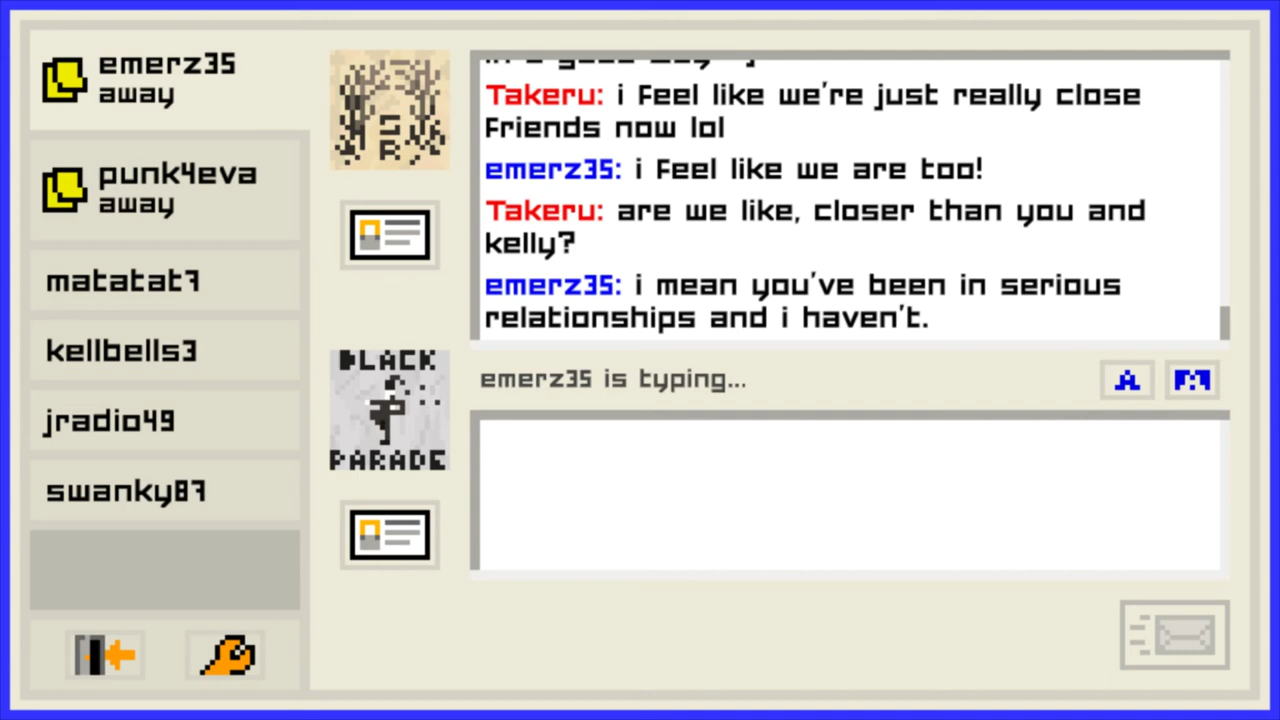 emerz35
away
punk4eva
away
matatat7
kellbells3
jradio49
swanky87
S
R
BLACK
PARADE
Takeru: i Feel like we're just really close
Friends now lol
emerz35: i Feel like we are too!
Takeru: are we like, closer than you and
kelly?
emerz35: i mean you've been in serious
relationships and i haven't.
emerz35 is typing...
A